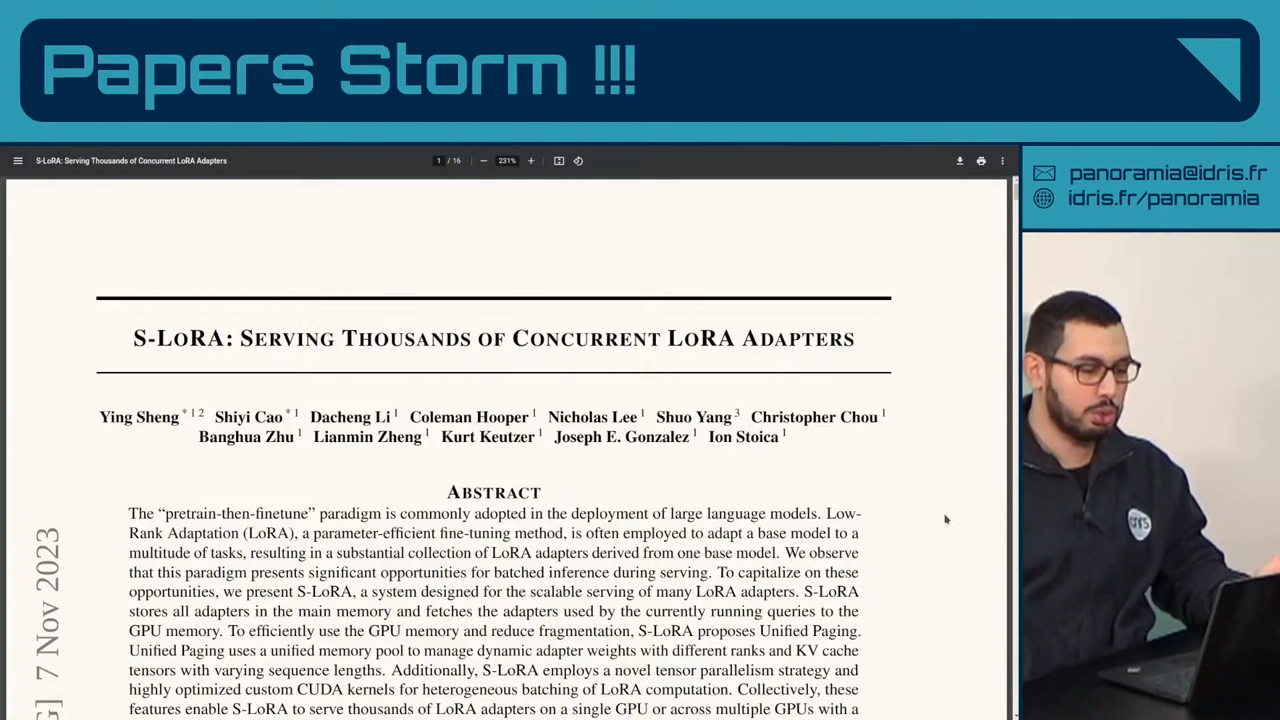 Papers Storm !!!
S-LoRA: Serving Thousands of Concurrent LoRA Adapters
1 / 16
231%
panoramia@idris.fr
idris.fr/panoramia
S-LORA: SERVING THOUSANDS OF CONCURRENT LORA ADAPTERS
Ying Sheng * 1 2 Shiyi Cao * 1 Dacheng Li 1 Coleman Hooper 1 Nicholas Lee 1 Shuo Yang 3 Christopher Chou 1
Banghua Zhu 1 Lianmin Zheng 1 Kurt Keutzer 1 Joseph E. Gonzalez 1 Ion Stoica 1
ABSTRACT
The “pretrain-then-finetune” paradigm is commonly adopted in the deployment of large language models. Low-
Rank Adaptation (LoRA), a parameter-efficient fine-tuning method, is often employed to adapt a base model to a
multitude of tasks, resulting in a substantial collection of LoRA adapters derived from one base model. We observe
that this paradigm presents significant opportunities for batched inference during serving. To capitalize on these
opportunities, we present S-LoRA, a system designed for the scalable serving of many LoRA adapters. S-LoRA
stores all adapters in the main memory and fetches the adapters used by the currently running queries to the
GPU memory. To efficiently use the GPU memory and reduce fragmentation, S-LoRA proposes Unified Paging.
Unified Paging uses a unified memory pool to manage dynamic adapter weights with different ranks and KV cache
tensors with varying sequence lengths. Additionally, S-LoRA employs a novel tensor parallelism strategy and
highly optimized custom CUDA kernels for heterogeneous batching of LoRA computation. Collectively, these
features enable S-LoRA to serve thousands of LoRA adapters on a single GPU or across multiple GPUs with a
G] 7 Nov 2023
cnrs